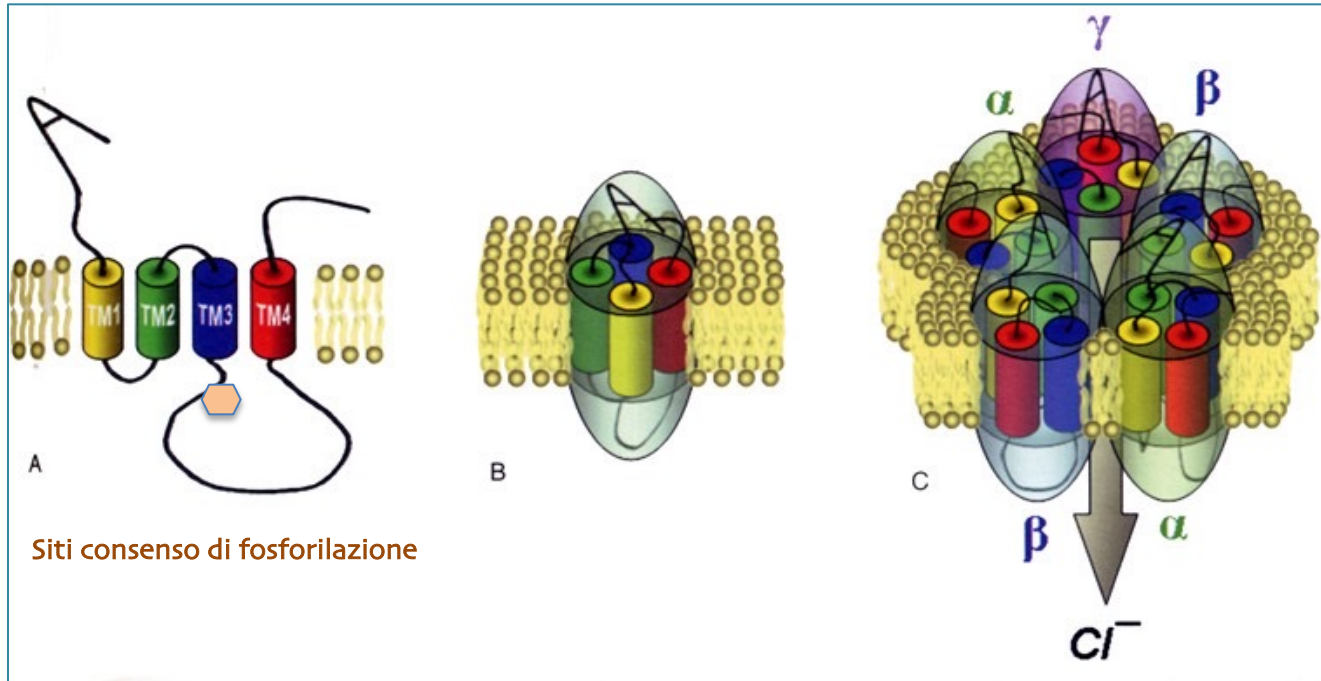 γ
α
β
TM1
TM2
TM3
TM4
A
B
C
β
α
Siti consenso di fosforilazione
Cl⁻